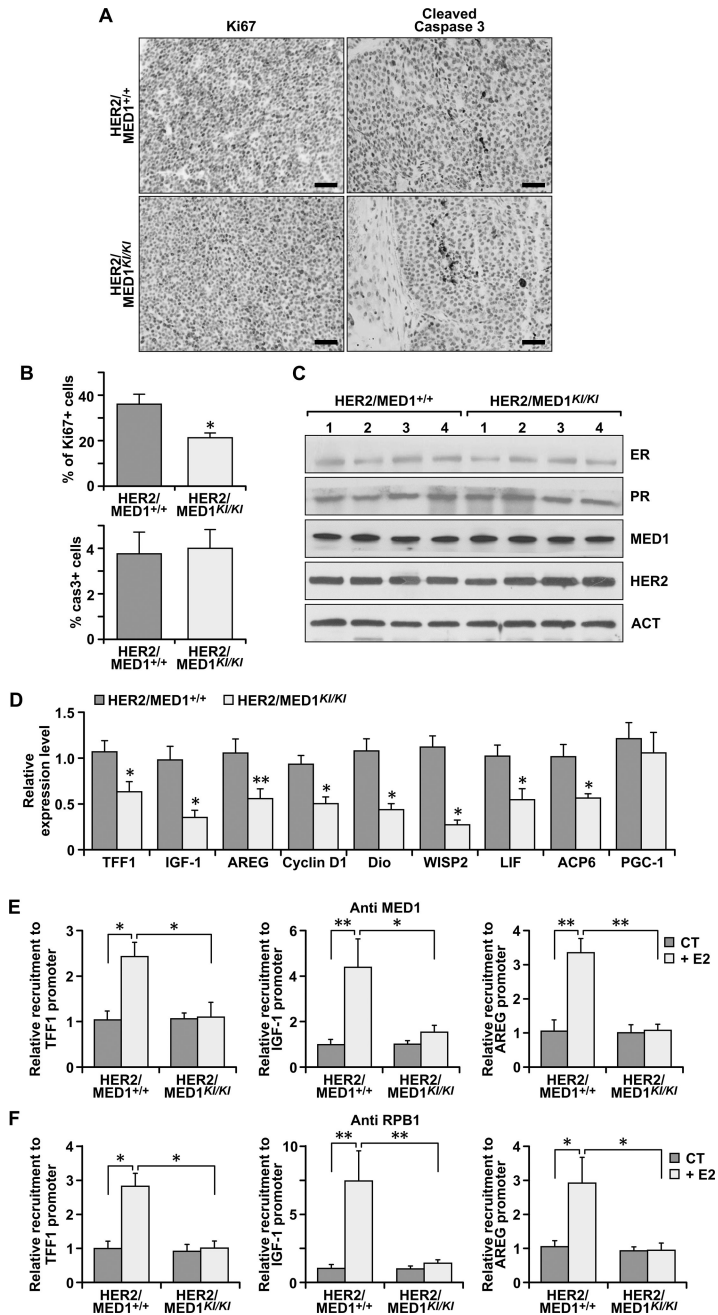 A
Ki67
Cleaved
Caspase 3
HER2/
MED1+/+
HER2/
MED1KI/KI
B
% of Ki67+ cells
40
20
0
*
HER2/
MED1+/+
HER2/
MED1KI/KI
% cas3+ cells
4
0
HER2/
MED1+/+
HER2/
MED1KI/KI
C
HER2/MED1+/+
HER2/MED1KI/KI
1 2 3 4 1 2 3 4
ER
PR
MED1
HER2
ACT
D
HER2/MED1+/+
HER2/MED1KI/KI
Relative
expression level
1.5
1.0
0.5
0
* * ** * * * * *
TFF1 IGF-1 AREG Cyclin D1 Dio WISP2 LIF ACP6 PGC-1
E
Anti MED1
Relative recruitment to
TFF1 promoter
3
2
1
0
* *
HER2/
MED1+/+
HER2/
MED1KI/KI
Relative recruitment to
IGF-1 promoter
6
4
2
0
** *
HER2/
MED1+/+
HER2/
MED1KI/KI
Relative recruitment to
AREG promoter
4
3
2
1
0
** **
HER2/
MED1+/+
HER2/
MED1KI/KI
CT
+ E2
F
Anti RPB1
Relative recruitment to
TFF1 promoter
4
3
2
1
0
* *
HER2/
MED1+/+
HER2/
MED1KI/KI
Relative recruitment to
IGF-1 promoter
10
7.5
5
2.5
0
** **
HER2/
MED1+/+
HER2/
MED1KI/KI
Relative recruitment to
AREG promoter
4
3
2
1
0
* *
HER2/
MED1+/+
HER2/
MED1KI/KI
CT
+ E2